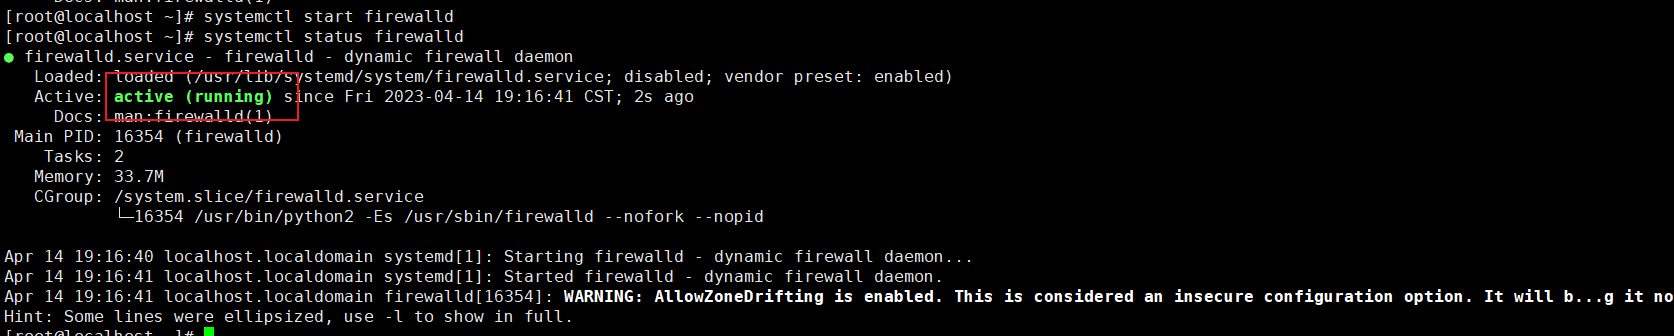 Docs: man:firewalld(1)
[root@localhost ~]# systemctl start firewalld
[root@localhost ~]# systemctl status firewalld
● firewalld.service - firewalld - dynamic firewall daemon
Loaded: loaded (/usr/lib/systemd/system/firewalld.service; disabled; vendor preset: enabled)
Active: active (running) since Fri 2023-04-14 19:16:41 CST; 2s ago
Docs: man:firewalld(1)
Main PID: 16354 (firewalld)
Tasks: 2
Memory: 33.7M
CGroup: /system.slice/firewalld.service
└─16354 /usr/bin/python2 -Es /usr/sbin/firewalld --nofork --nopid
Apr 14 19:16:40 localhost.localdomain systemd[1]: Starting firewalld - dynamic firewall daemon...
Apr 14 19:16:41 localhost.localdomain systemd[1]: Started firewalld - dynamic firewall daemon.
Apr 14 19:16:41 localhost.localdomain firewalld[16354]: WARNING: AllowZoneDrifting is enabled. This is considered an insecure configuration option. It will b...g it no
Hint: Some lines were ellipsized, use -l to show in full.
[root@localhost ~]#